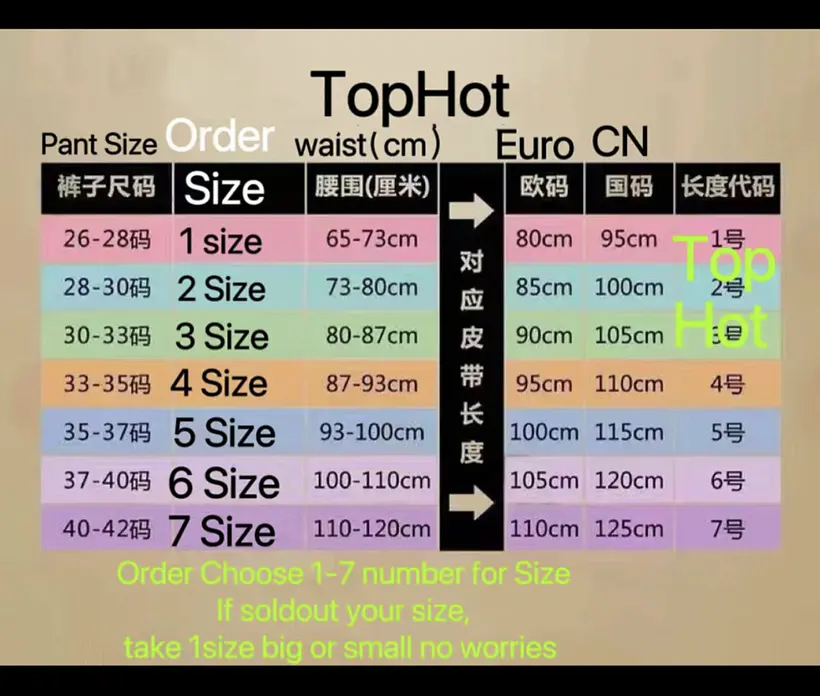 TopHot
Pant Size Order waist(cm) Euro CN
裤子尺码 Size 腰围(厘米) 欧码 国码 长度代码
26-28码 1 size 65-73cm 80cm 95cm 1号
28-30码 2 Size 73-80cm 85cm 100cm 2号
30-33码 3 Size 80-87cm 90cm 105cm 3号
33-35码 4 Size 87-93cm 95cm 110cm 4号
35-37码 5 Size 93-100cm 100cm 115cm 5号
37-40码 6 Size 100-110cm 105cm 120cm 6号
40-42码 7 Size 110-120cm 110cm 125cm 7号
对应皮带长度
Top
Hot
Order Choose 1-7 number for Size
If soldout your size,
take 1size big or small no worries